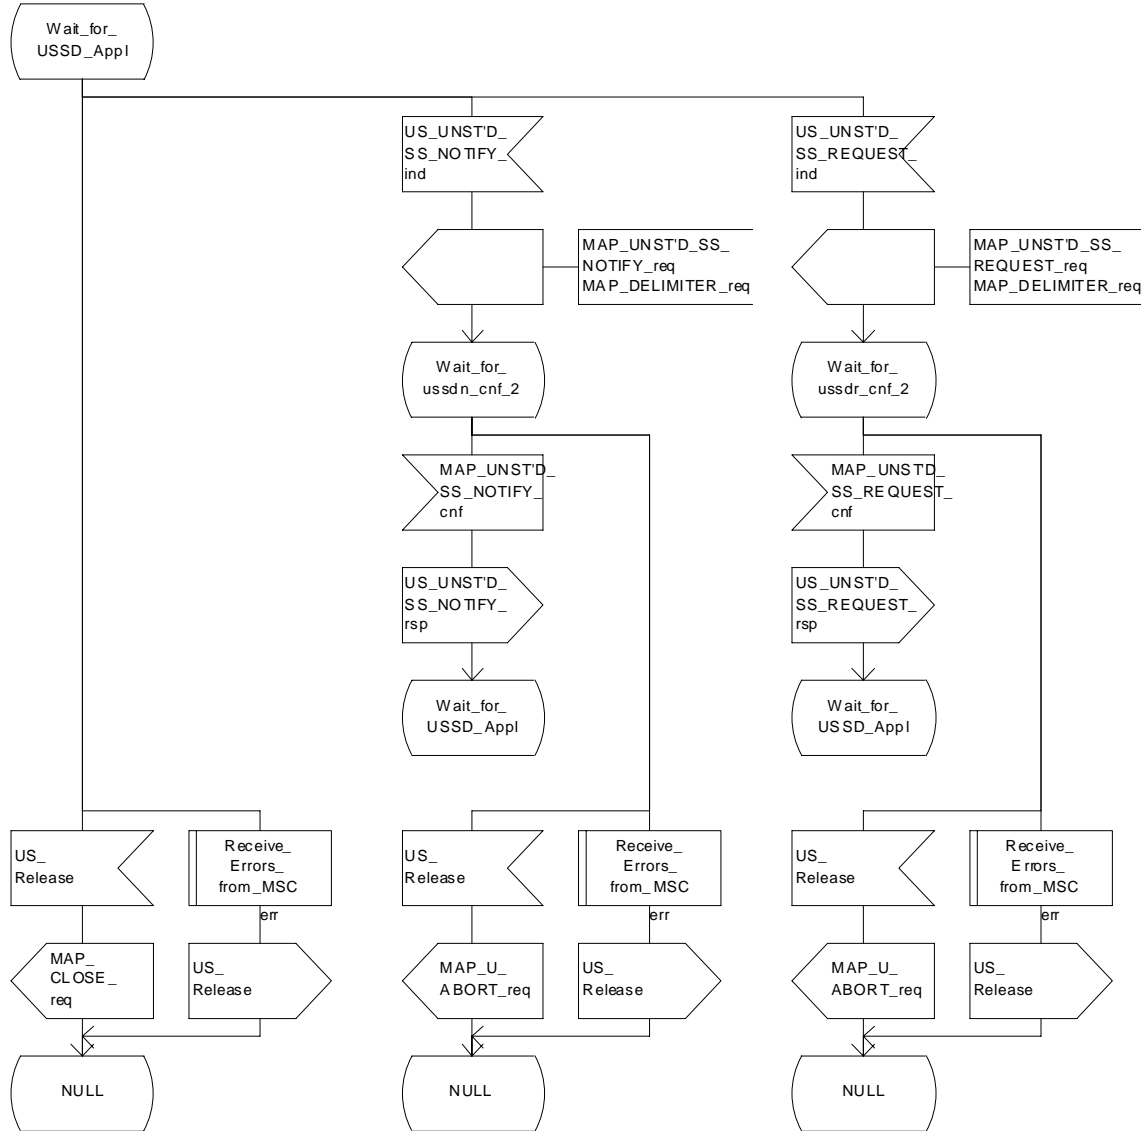 Wait_for_
USSD_Appl
US_UNST'D_
SS_NOTIFY_
ind
US_UNST'D_
SS_REQUEST_
ind
MAP_UNST'D_SS_
NOTIFY_req
MAP_DELIMITER_req
MAP_UNST'D_SS_
REQUEST_req
MAP_DELIMITER_req
Wait_for_
ussdn_cnf_2
Wait_for_
ussdr_cnf_2
MAP_UNST'D_
SS_NOTIFY_
cnf
MAP_UNST'D_
SS_REQUEST_
cnf
US_UNST'D_
SS_NOTIFY_
rsp
US_UNST'D_
SS_REQUEST_
rsp
Wait_for_
USSD_Appl
Wait_for_
USSD_Appl
US_
Release
Receive_
Errors_
from_MSC
err
US_
Release
Receive_
Errors_
from_MSC
err
US_
Release
Receive_
Errors_
from_MSC
err
MAP_
CLOSE_
req
US_
Release
MAP_U_
ABORT_req
US_
Release
MAP_U_
ABORT_req
US_
Release
NULL
NULL
NULL